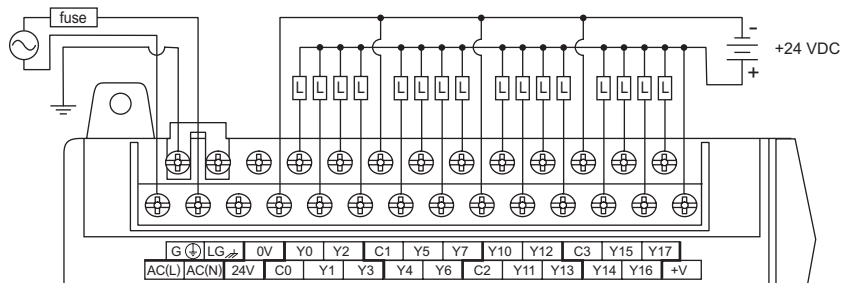 fuse
-
+24 VDC
+
L L L L L L L L L L L L L L L L
G LG 0V Y0 Y2 C1 Y5 Y7 Y10 Y12 C3 Y15 Y17
AC(L) AC(N) 24V C0 Y1 Y3 Y4 Y6 C2 Y11 Y13 Y14 Y16 +V